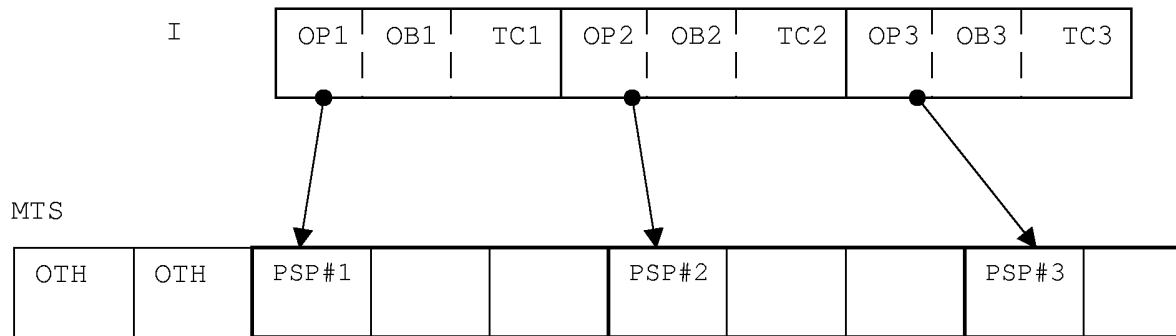 I OP1 OB1 TC1 OP2 OB2 TC2 OP3 OB3 TC3
MTS
OTH OTH PSP#1 PSP#2 PSP#3